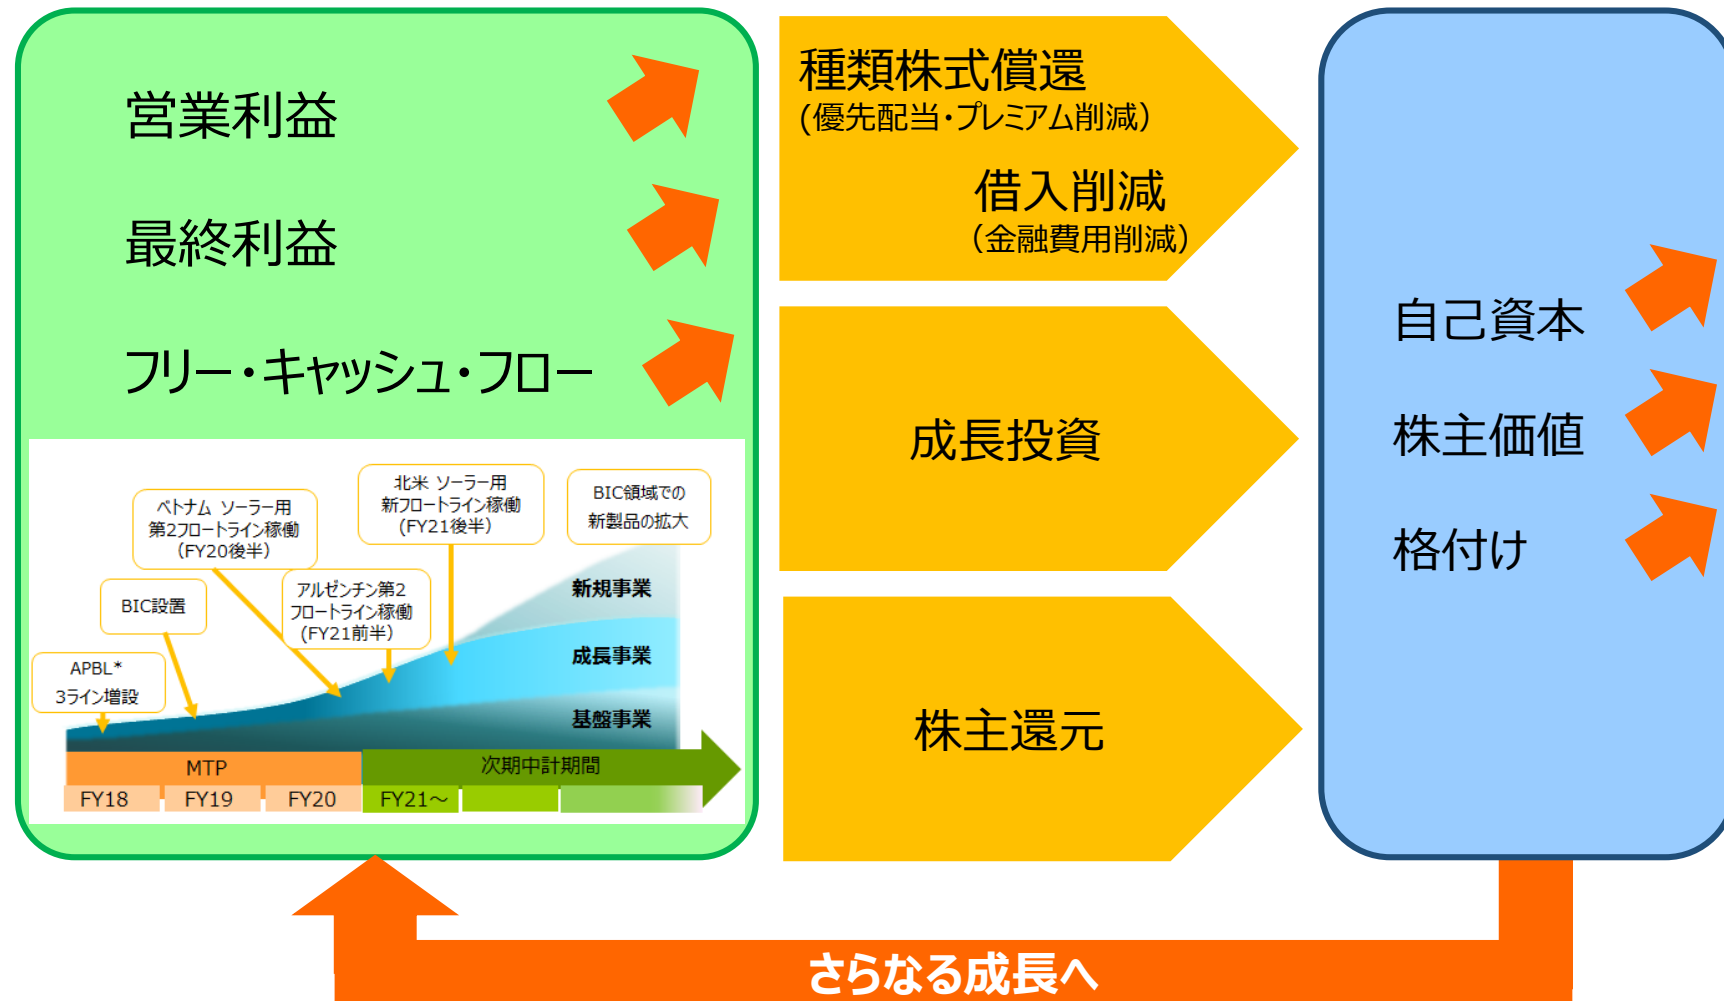 営業利益
最終利益
フリー・キャッシュ・フロー
北米 ソーラー用
新フロートライン稼働
(FY21後半)
BIC領域での
新製品の拡大
ベトナム ソーラー用
第2フロートライン稼働
(FY20後半)
アルゼンチン第2
フロートライン稼働
(FY21前半)
BIC設置
APBL*
3ライン増設
新規事業
成長事業
基盤事業
MTP
次期中計期間
FY18
FY19
FY20
FY21～
種類株式償還
(優先配当・プレミアム削減)
借入削減
(金融費用削減)
成長投資
株主還元
自己資本
株主価値
格付け
さらなる成長へ